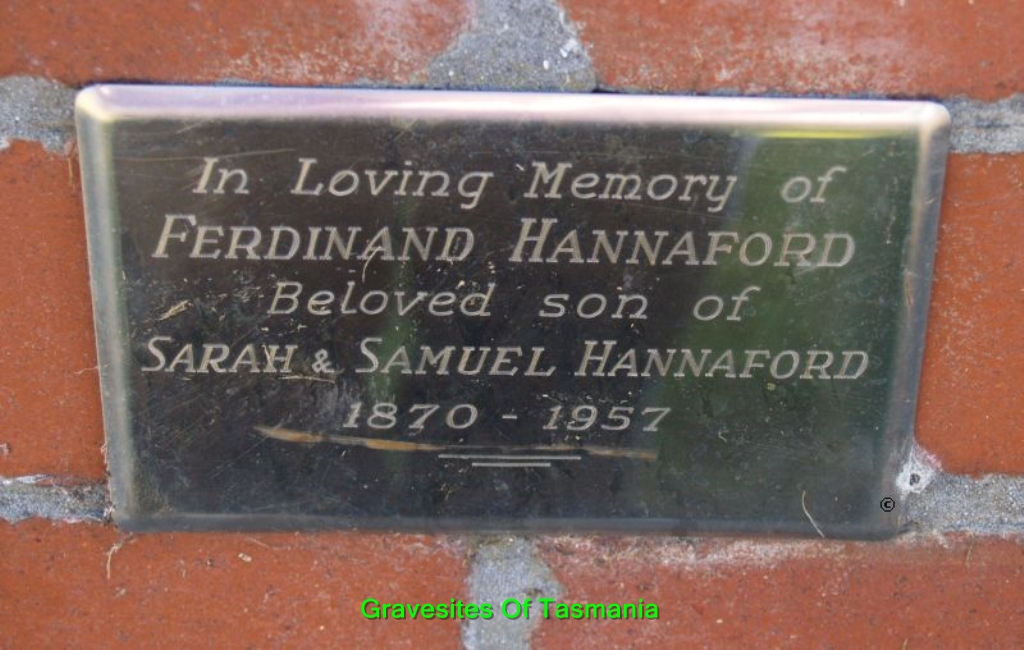 In Loving Memory of
FERDINAND HANNAFORD
Beloved son of
SARAH & SAMUEL HANNAFORD
1870 - 1957
©
Gravesites Of Tasmania